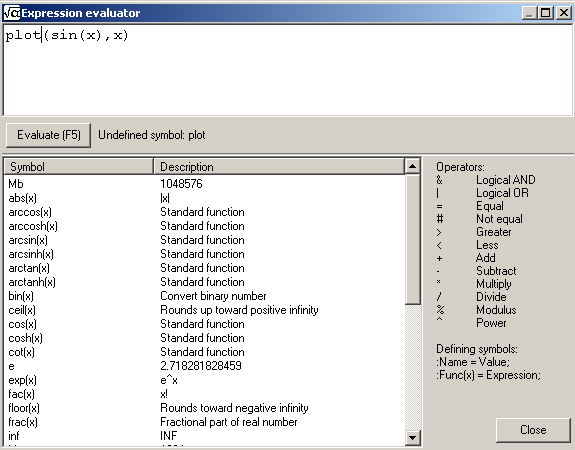 √α Expression evaluator
plot(sin(x),x)
Evaluate (F5) Undefined symbol: plot
Symbol Description
Mb 1048576
abs(x) |x|
arccos(x) Standard function
arccosh(x) Standard function
arcsin(x) Standard function
arcsinh(x) Standard function
arctan(x) Standard function
arctanh(x) Standard function
bin(x) Convert binary number
ceil(x) Rounds up toward positive infinity
cos(x) Standard function
cosh(x) Standard function
cot(x) Standard function
e 2.718281828459
exp(x) e^x
fac(x) x!
floor(x) Rounds toward negative infinity
frac(x) Fractional part of real number
inf INF
Operators:
& Logical AND
| Logical OR
= Equal
# Not equal
> Greater
< Less
+ Add
- Subtract
* Multiply
/ Divide
% Modulus
^ Power
Defining symbols:
:Name = Value;
:Func(x) = Expression;
Close